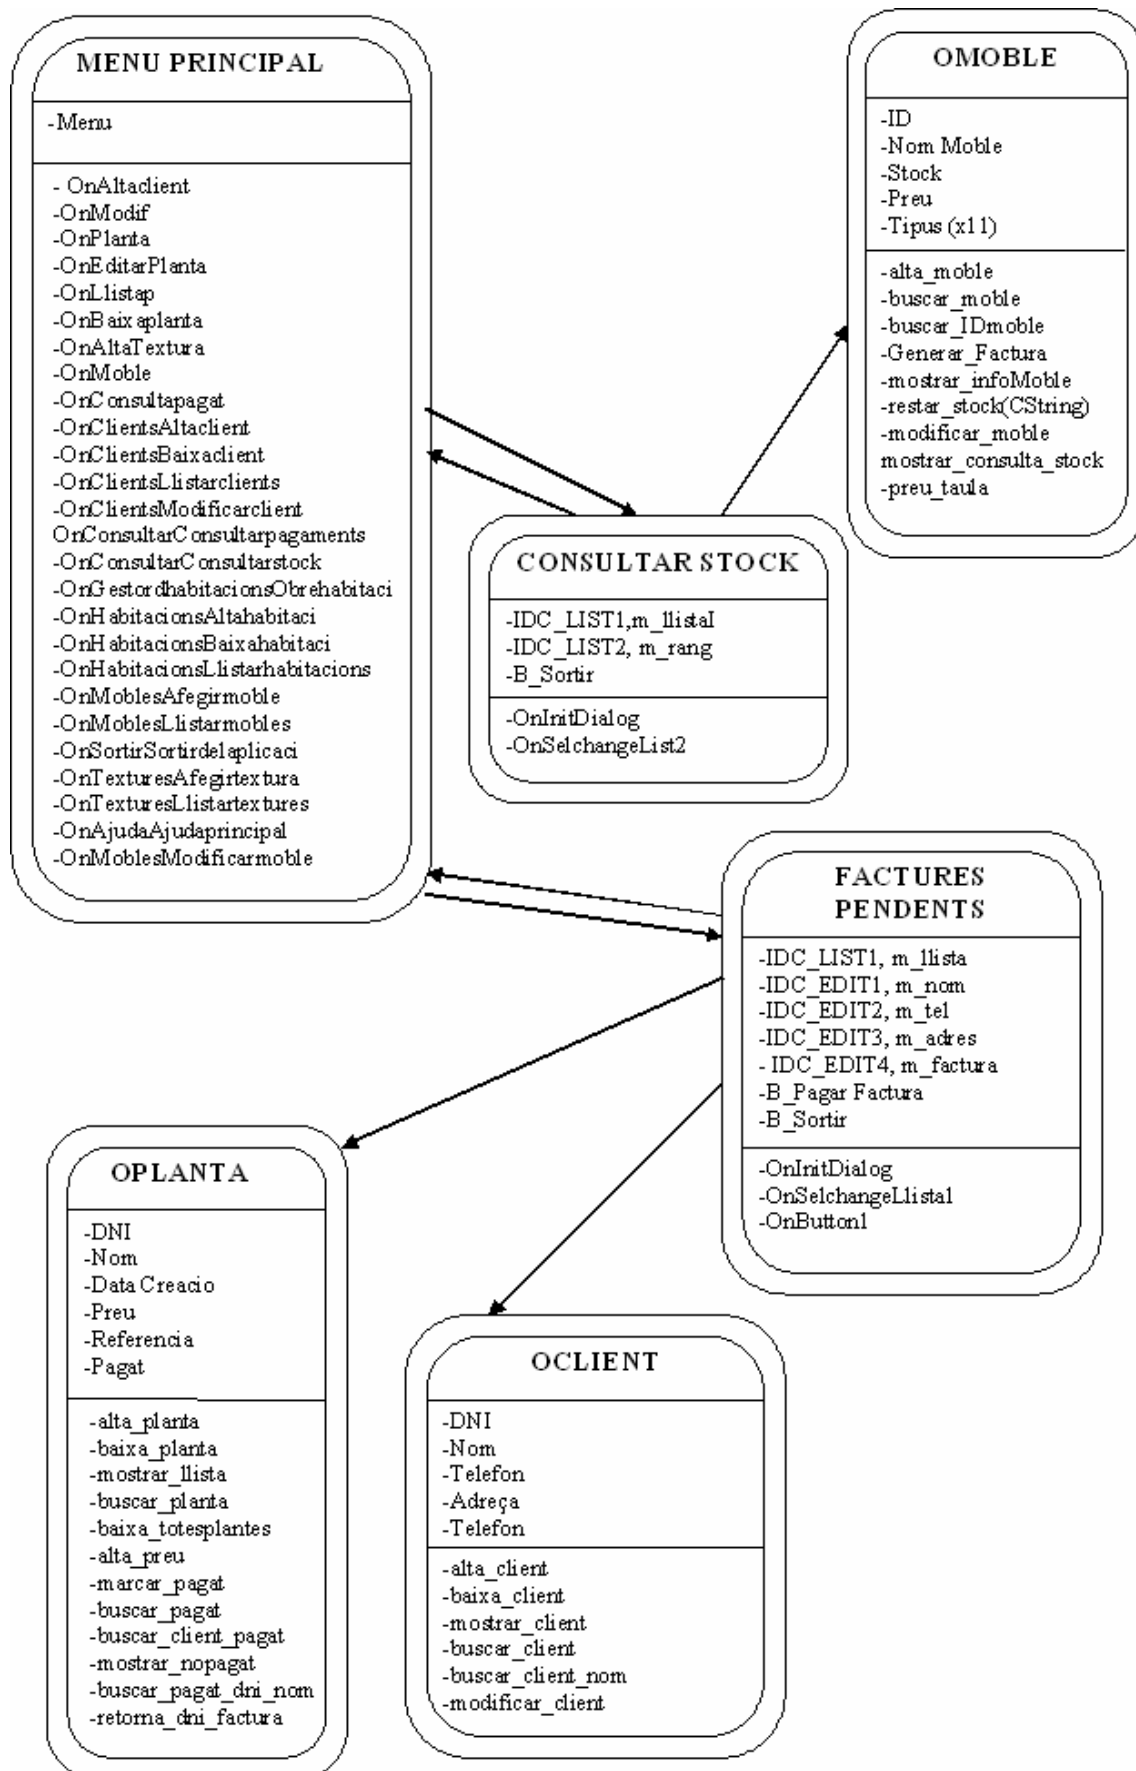 MENU PRINCIPAL
-Menu
- OnAltaclient
-OnModif
-OnPlanta
-OnEditarPlanta
-OnLlistap
-OnBaixaplanta
-OnAltaTextura
-OnMoble
-OnConsultapagat
-OnClientsAltaclient
-OnClientsBaixaclient
-OnClientsLlistarclients
-OnClientsModificarclient
OnConsultarConsultarpagaments
-OnConsultarConsultarstock
-OnGestordhabitacionsObrehabitaci
-OnHabitacionsAltahabitaci
-OnHabitacionsBaixahabitaci
-OnHabitacionsLlistarhabitacions
-OnMoblesAfegirmoble
-OnMoblesLlistarmobles
-OnSortirSortirdelaplicaci
-OnTexturesAfegirtextura
-OnTexturesLlistartextures
-OnAjudaAjudaprincipal
-OnMoblesModificarmoble
OMOBLE
-ID
-Nom Moble
-Stock
-Preu
-Tipus (x11)
-alta_moble
-buscar_moble
-buscar_IDmoble
-Generar_Factura
-mostrar_infoMoble
-restar_stock(CString)
-modificar_moble
mostrar_consulta_stock
-preu_taula
CONSULTAR STOCK
-IDC_LIST1,m_llistaI
-IDC_LIST2, m_rang
-B_Sortir
-OnInitDialog
-OnSelchangeList2
FACTURES
PENDENTS
-IDC_LIST1, m_llista
-IDC_EDIT1, m_nom
-IDC_EDIT2, m_tel
-IDC_EDIT3, m_adres
- IDC_EDIT4, m_factura
-B_Pagar Factura
-B_Sortir
-OnInitDialog
-OnSelchangeLlista1
-OnButton1
OPLANTA
-DNI
-Nom
-Data Creacio
-Preu
-Referencia
-Pagat
-alta_planta
-baixa_planta
-mostrar_llista
-buscar_planta
-baixa_totesplantes
-alta_preu
-marcar_pagat
-buscar_pagat
-buscar_client_pagat
-mostrar_nopagat
-buscar_pagat_dni_nom
-retorna_dni_factura
OCLIENT
-DNI
-Nom
-Telefon
-Adreça
-Telefon
-alta_client
-baixa_client
-mostrar_client
-buscar_client
-buscar_client_nom
-modificar_client